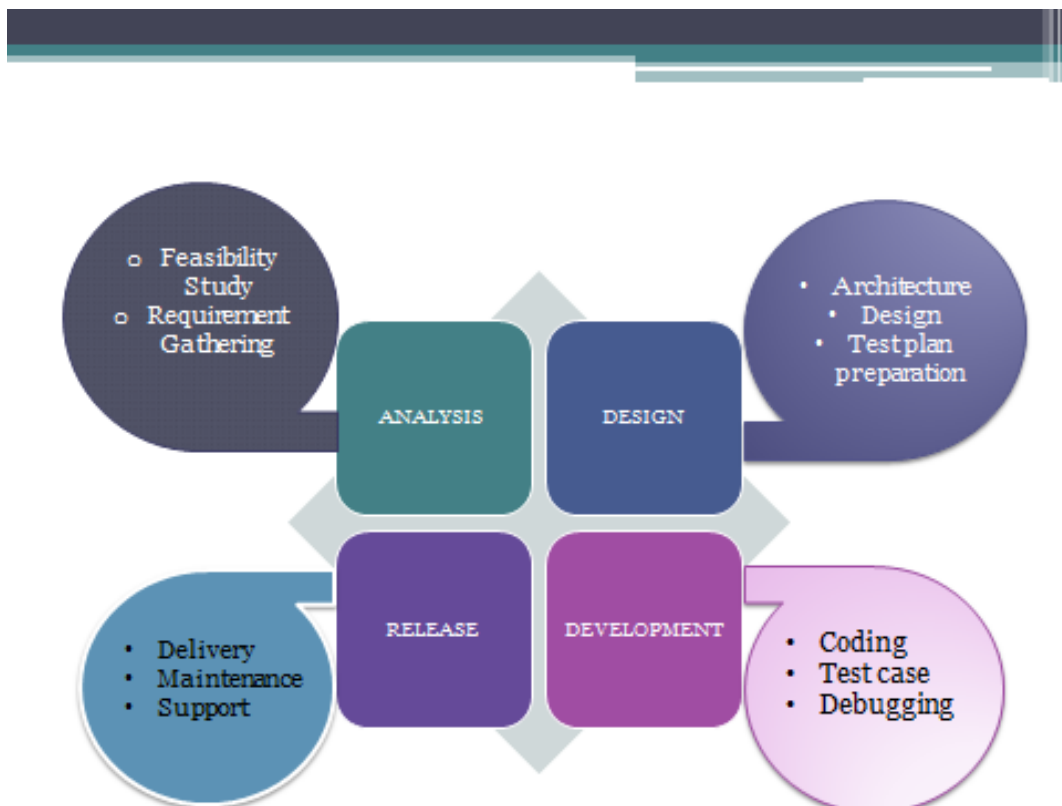 o Feasibility
Study
o Requirement
Gathering
• Architecture
• Design
• Test plan
preparation
ANALYSIS
DESIGN
RELEASE
DEVELOPMENT
• Delivery
• Maintenance
• Support
• Coding
• Test case
• Debugging